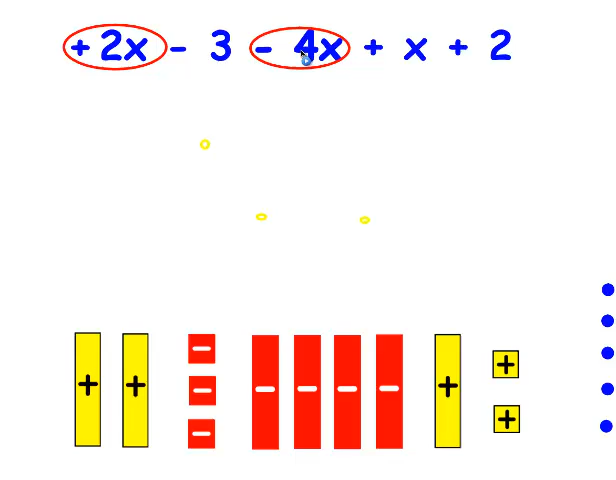 + 2x - 3 - 4x + x + 2
+ + - - - - - + +
-
- +